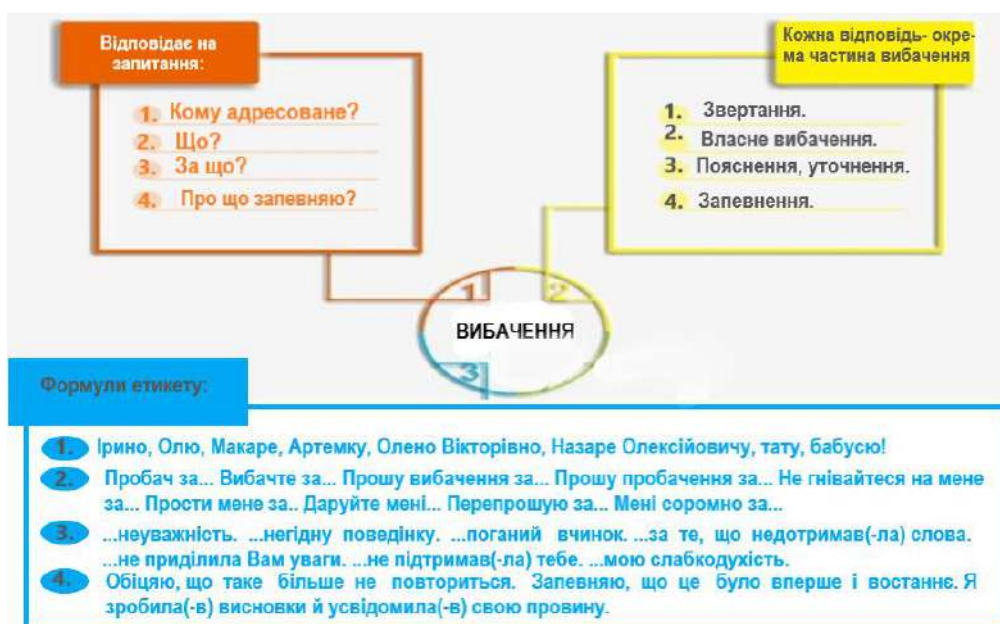 Відповідає на
запитання:
1. Кому адресоване?
2. Що?
3. За що?
4. Про що запевняю?
Кожна відповідь- окре-
ма частина вибачення
1. Звертання.
2. Власне вибачення.
3. Пояснення, уточнення.
4. Запевнення.
1
2
ВИБАЧЕННЯ
3
Формули етикету:
1. Ірино, Олю, Макаре, Артемку, Олено Вікторівно, Назаре Олексійовичу, тату, бабусю!
2. Пробач за... Вибачте за... Прошу вибачення за... Прошу пробачення за... Не гнівайтеся на мене
за... Прости мене за.. Даруйте мені... Перепрошую за... Мені соромно за...
3. ...неуважність. ...негідну поведінку. ...поганий вчинок. ...за те, що недотримав(-ла) слова.
...не приділила Вам уваги. ...не підтримав(-ла) тебе. ...мою слабкодухість.
4. Обіцяю, що таке більше не повториться. Запевняю, що це було вперше і востаннє. Я
зробила(-в) висновки й усвідомила(-в) свою провину.